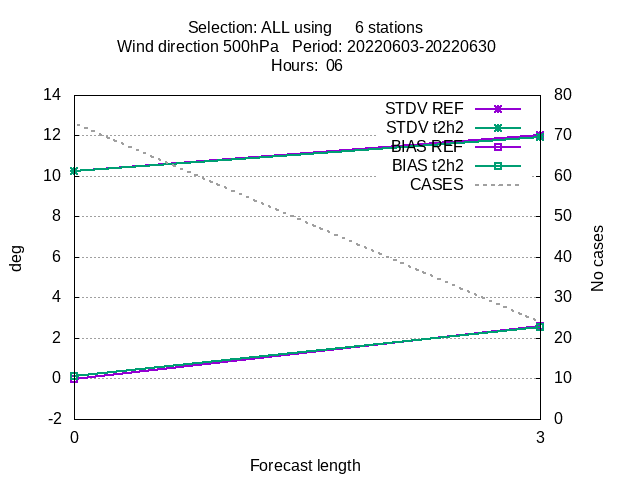 Selection: ALL using 6 stations
Wind direction 500hPa Period: 20220603-20220630
Hours: 06
14
12
10
8
6
4
2
0
-2
80
70
60
50
40
30
20
10
0
STDV REF
STDV t2h2
BIAS REF
BIAS t2h2
CASES
deg
No cases
0
3
Forecast length